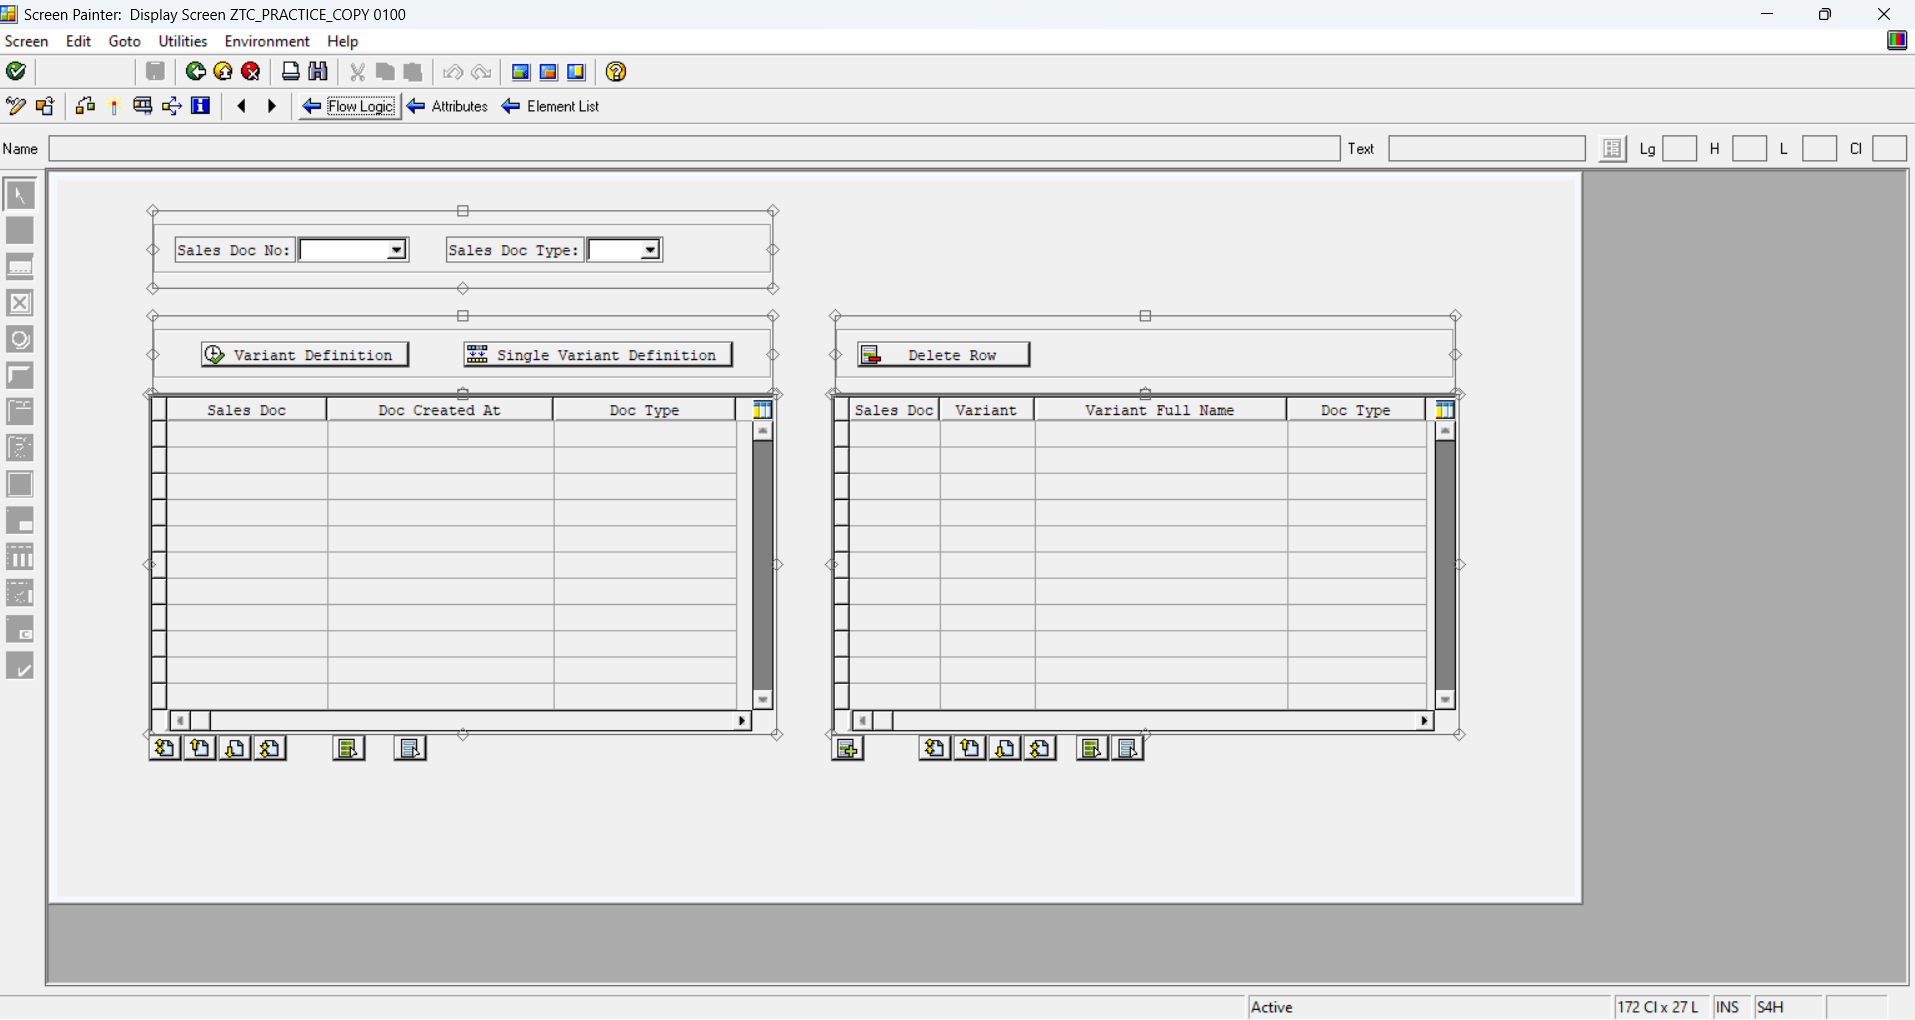 Screen Painter: Display Screen ZTC_PRACTICE_COPY 0100
Screen Edit Goto Utilities Environment Help
Flow Logic Attributes Element List
Name Text Lg H L Cl
Sales Doc No: Sales Doc Type:
Variant Definition Single Variant Definition Delete Row
Sales Doc Doc Created At Doc Type Sales Doc Variant Variant Full Name Doc Type
Active 172 Cl x 27 L INS S4H